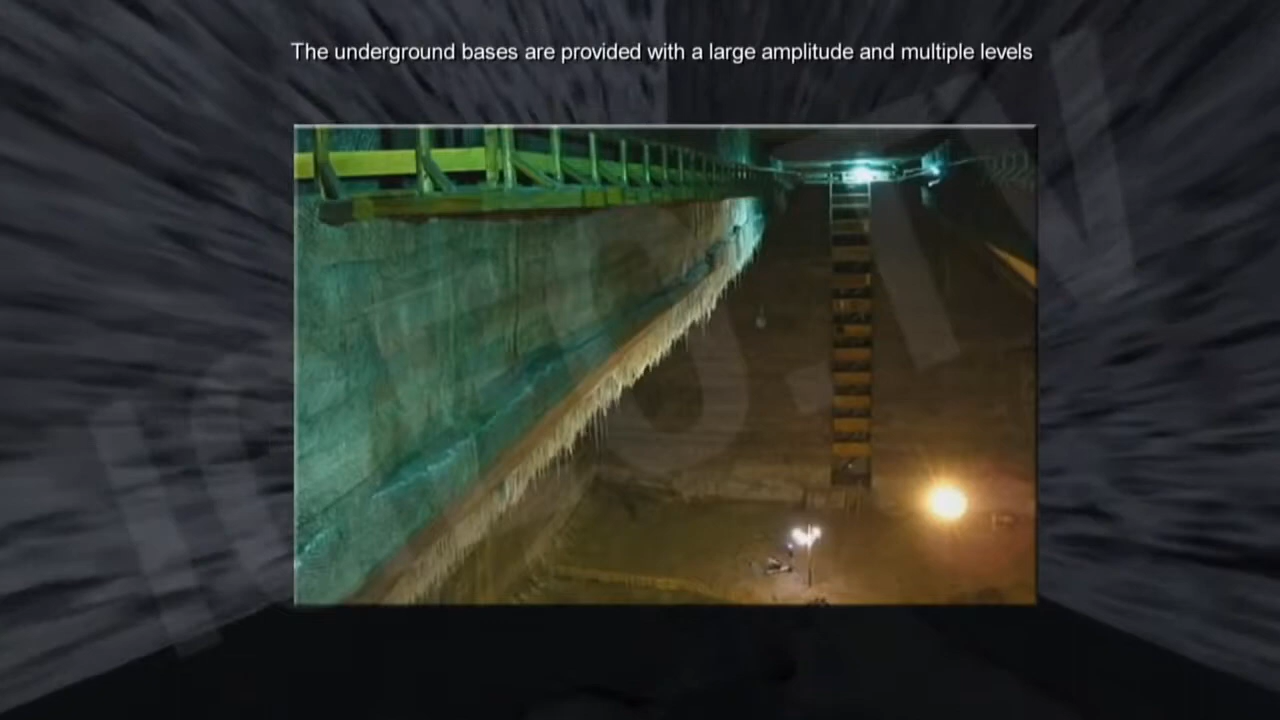 The underground bases are provided with a large amplitude and multiple levels